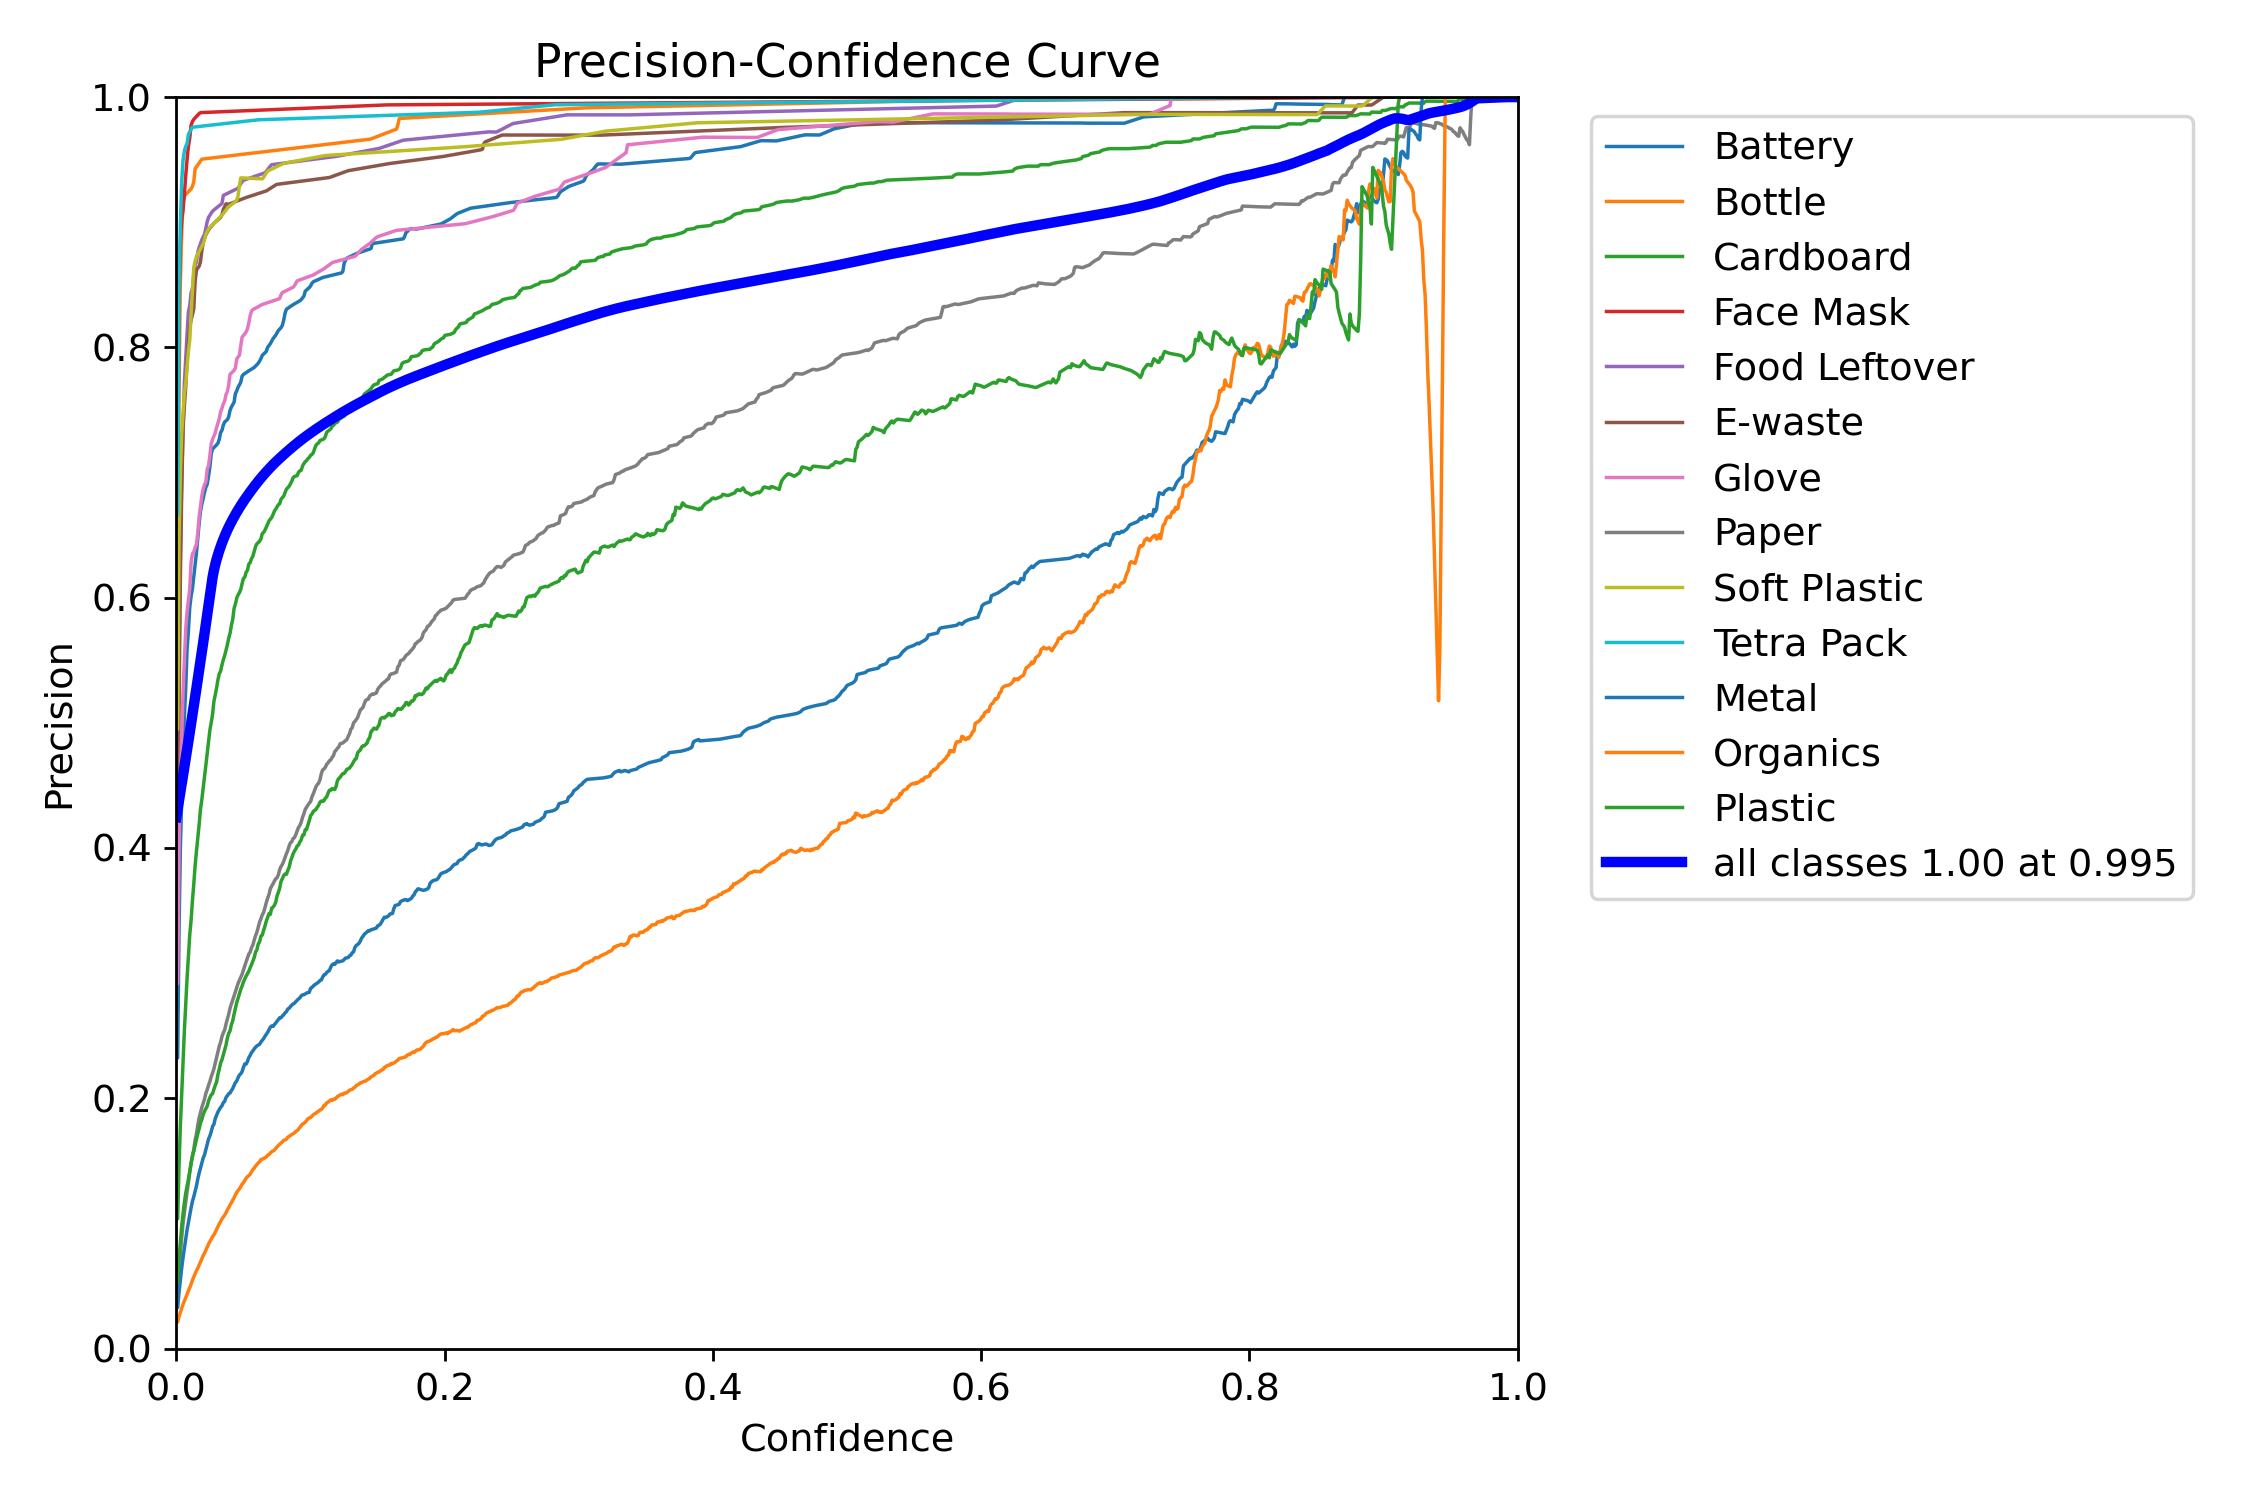 Precision-Confidence Curve
1.0
0.8
0.6
0.4
0.2
0.0
Precision
0.0 0.2 0.4 0.6 0.8 1.0
Confidence
Battery
Bottle
Cardboard
Face Mask
Food Leftover
E-waste
Glove
Paper
Soft Plastic
Tetra Pack
Metal
Organics
Plastic
all classes 1.00 at 0.995